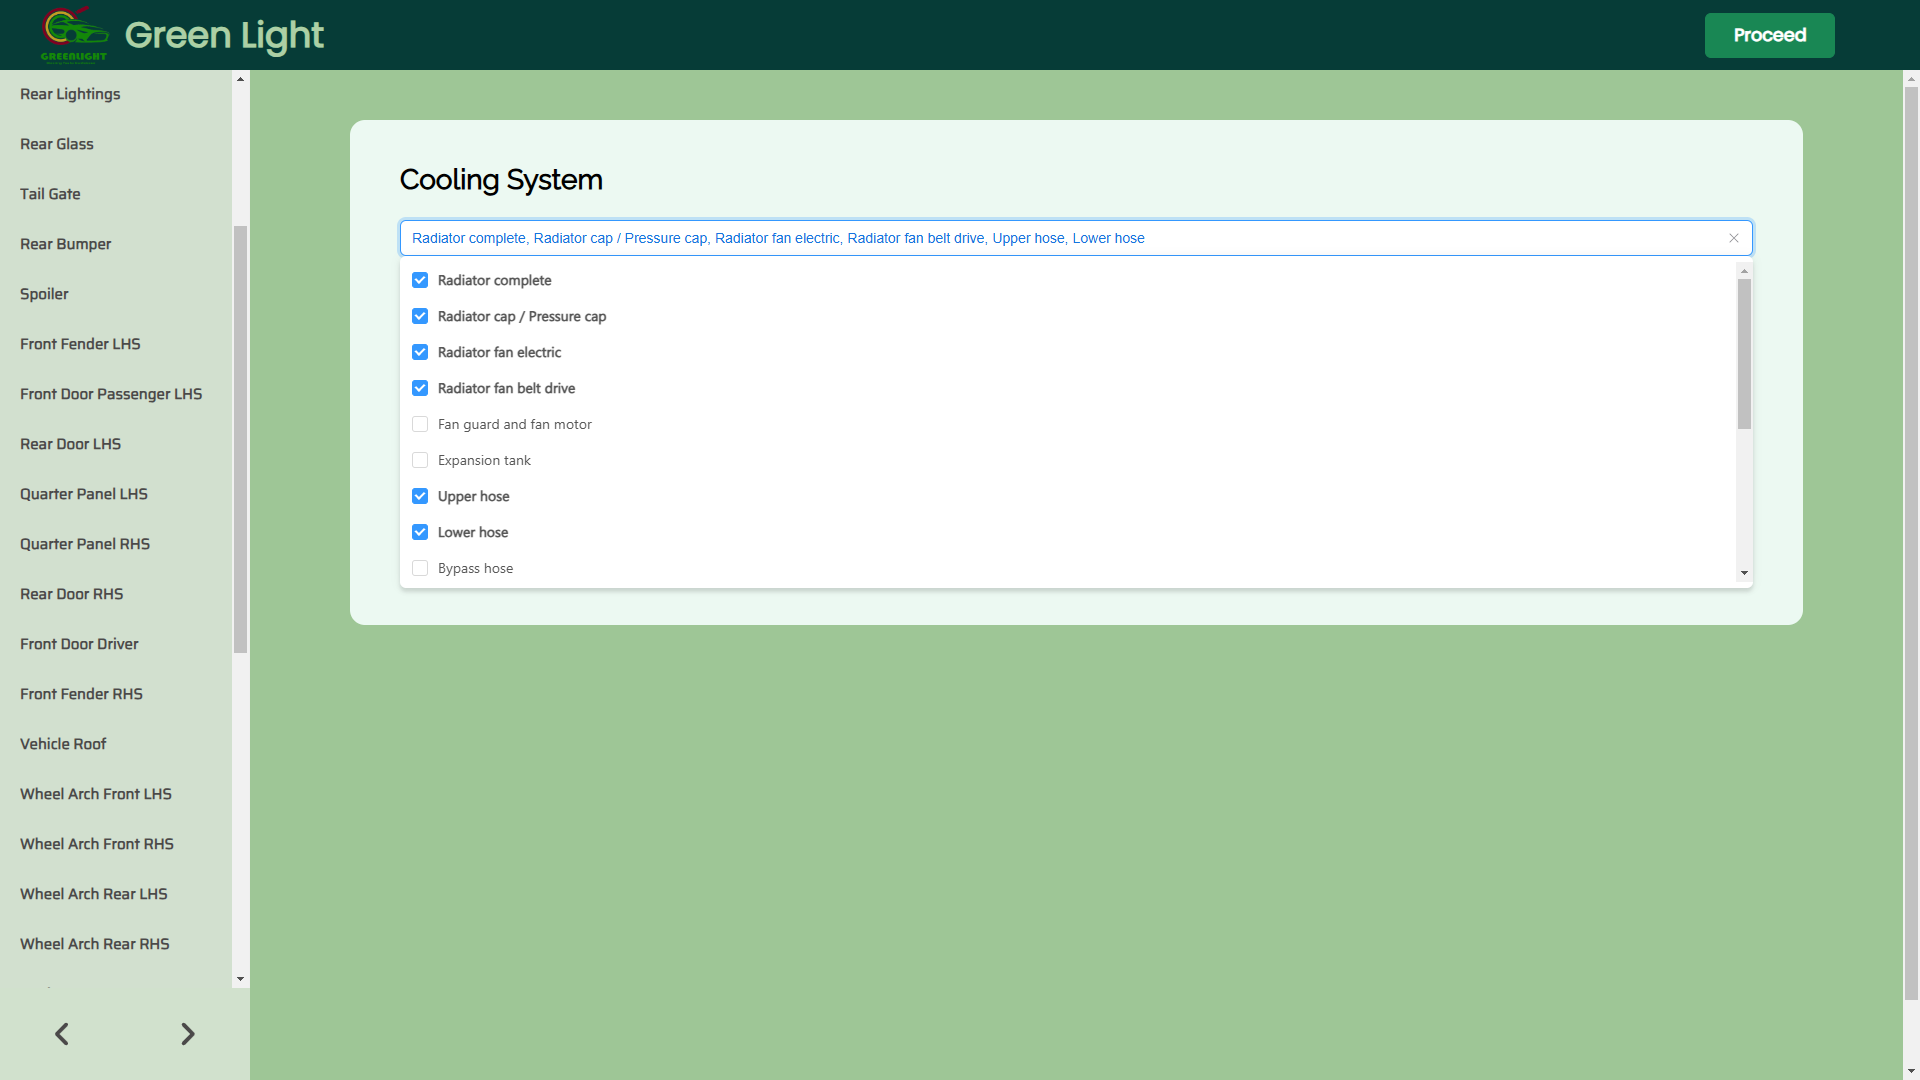 GREENLIGHT
Green Light
Proceed
Rear Lightings
Rear Glass
Tail Gate
Rear Bumper
Spoiler
Front Fender LHS
Front Door Passenger LHS
Rear Door LHS
Quarter Panel LHS
Quarter Panel RHS
Rear Door RHS
Front Door Driver
Front Fender RHS
Vehicle Roof
Wheel Arch Front LHS
Wheel Arch Front RHS
Wheel Arch Rear LHS
Wheel Arch Rear RHS
Cooling System
Radiator complete, Radiator cap / Pressure cap, Radiator fan electric, Radiator fan belt drive, Upper hose, Lower hose
Radiator complete
Radiator cap / Pressure cap
Radiator fan electric
Radiator fan belt drive
Fan guard and fan motor
Expansion tank
Upper hose
Lower hose
Bypass hose